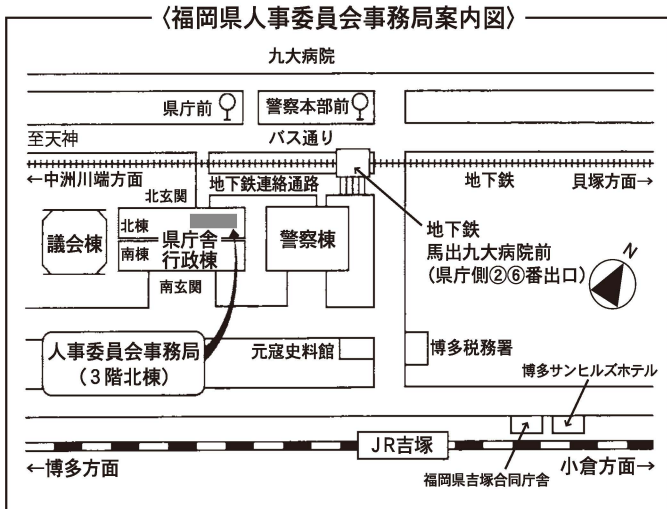 〈福岡県人事委員会事務局案内図〉
九大病院
県庁前
警察本部前
至天神
バス通り
←中洲川端方面
地下鉄連絡通路
地下鉄
貝塚方面→
北玄関
議会棟
北棟
南棟
県庁舎
行政棟
警察棟
地下鉄
馬出九大病院前
(県庁側②⑥番出口)
N
南玄関
人事委員会事務局
(3階北棟)
元寇史料館
博多税務署
博多サンヒルズホテル
JR吉塚
←博多方面
小倉方面→
福岡県吉塚合同庁舎